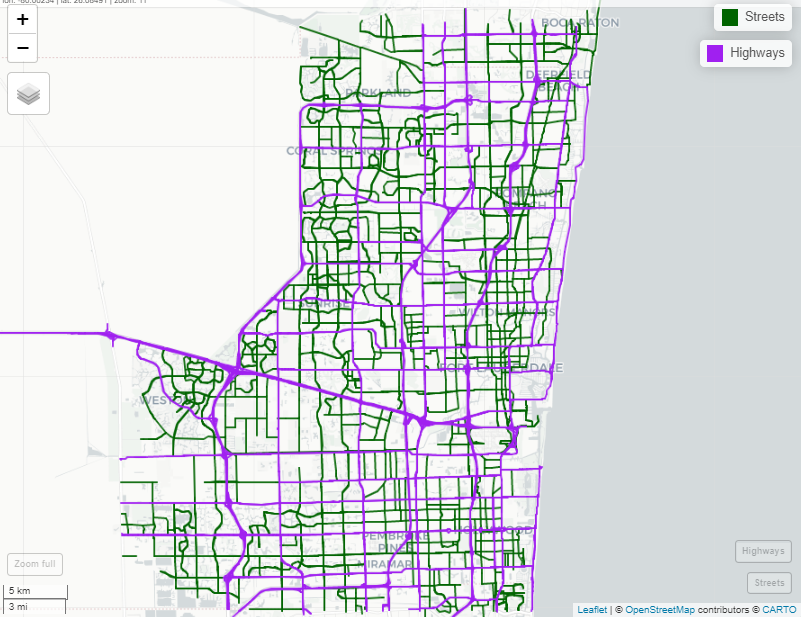 lon: -80.00234 | lat: 26.08491 | zoom: 11
+
−
Streets
Highways
BOCA RATON
DEERFIELD
BEACH
PARKLAND
CORAL SPRINGS
POMPANO
BEACH
SUNRISE
WILTON MANORS
FORT LAUDERDALE
WESTON
HOLLYWOOD
PEMBROKE
PINES
MIRAMAR
Highways
Zoom full
Streets
5 km
3 mi
Leaflet | © OpenStreetMap contributors © CARTO